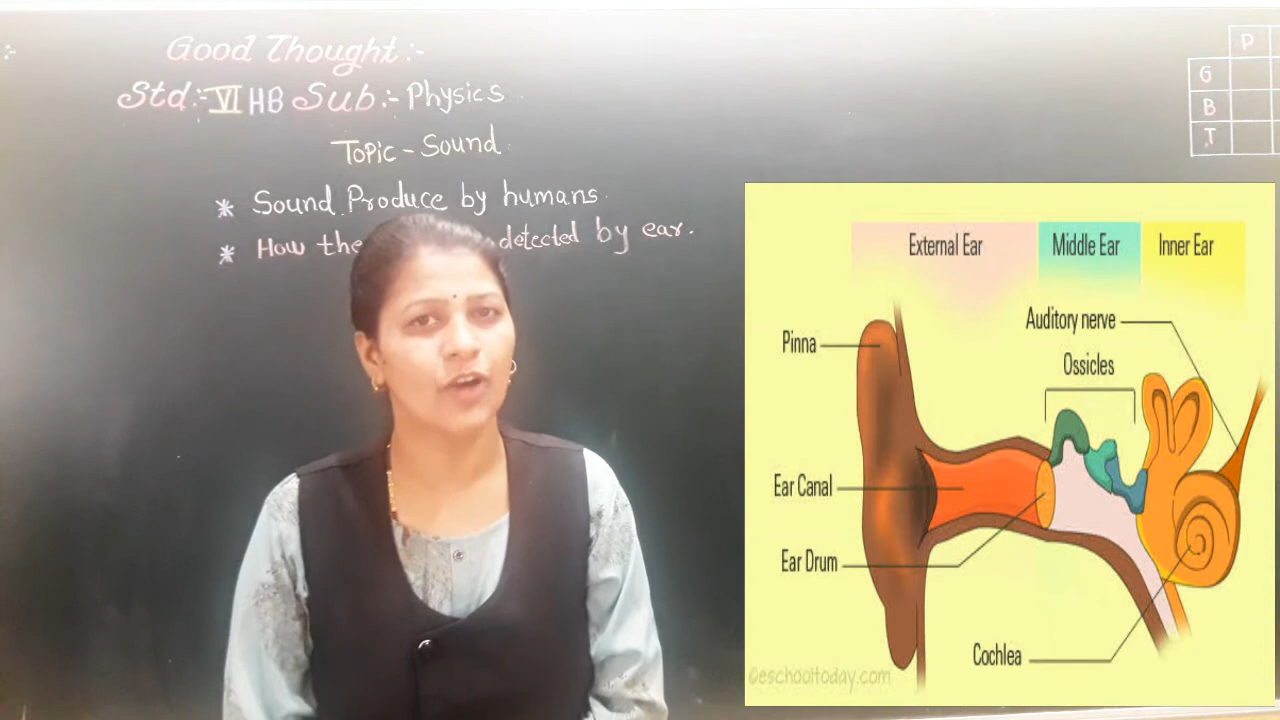 :-
Good Thought:-
Std:- VI HB Sub:- Physics
Topic - Sound
* Sound Produce by humans.
* How the detected by ear.
P
G
B
T
External Ear
Middle Ear
Inner Ear
Auditory nerve
Pinna
Ossicles
Ear Canal
Ear Drum
Cochlea
©eschooltoday.com